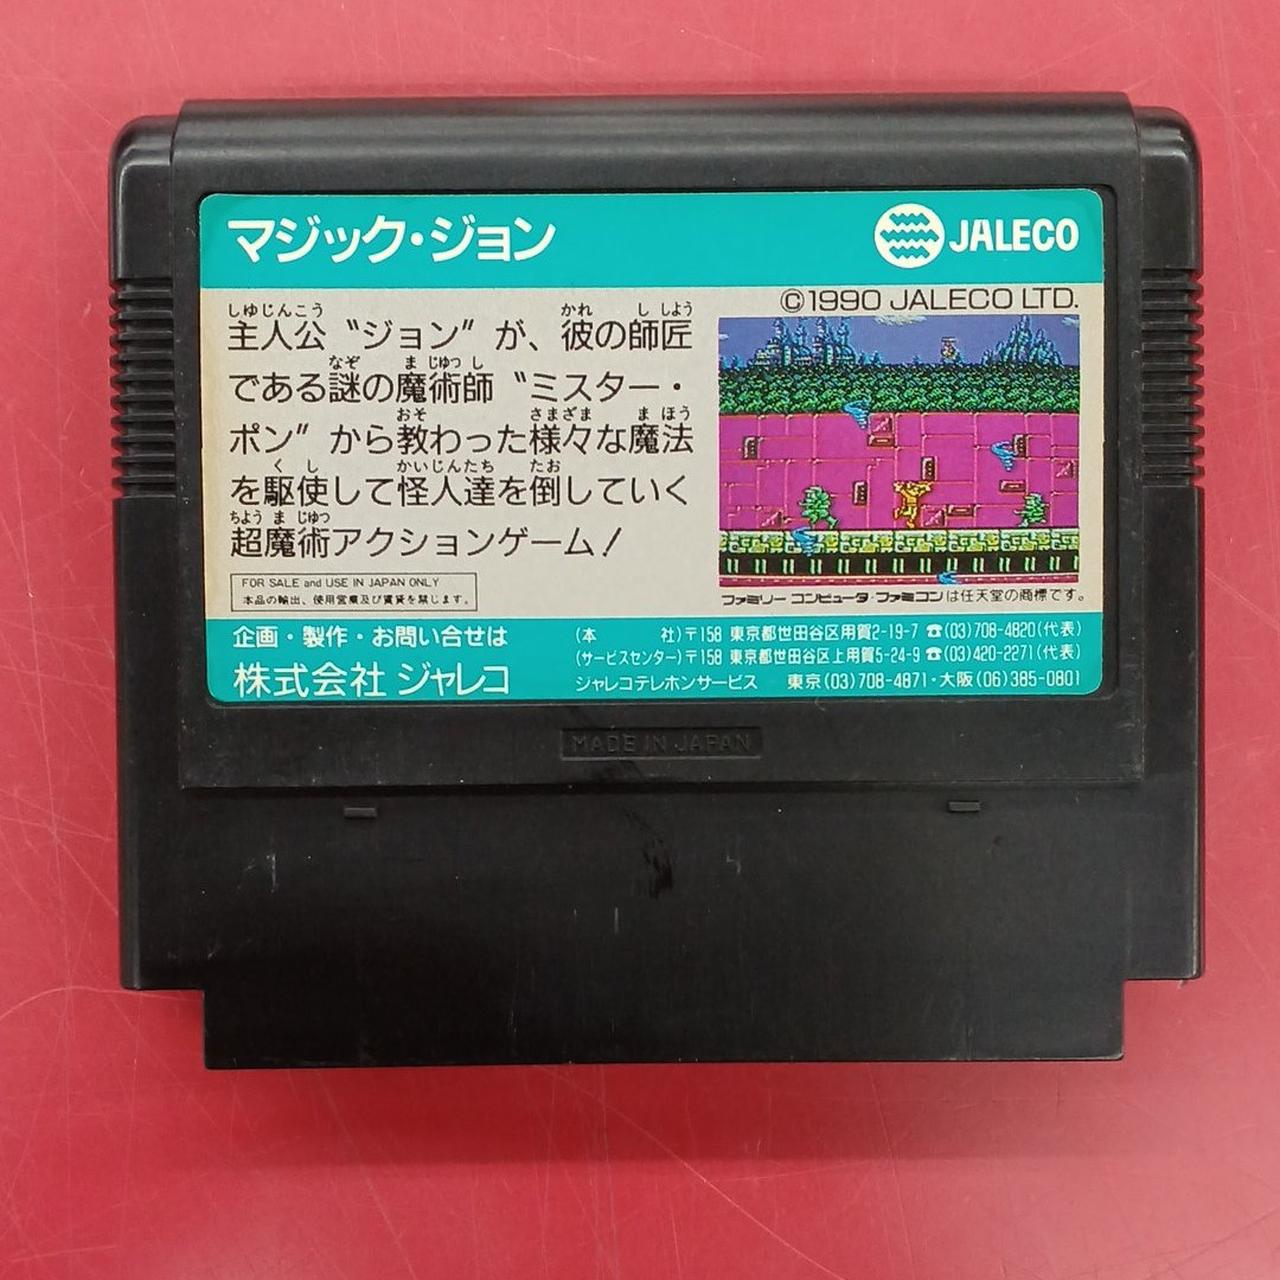 マジック・ジョン
JALECO
©1990 JALECO LTD.
主人公〝ジョン〞が、彼の師匠
である謎の魔術師〝ミスター・
ポン〞から教わった様々な魔法
を駆使して怪人達を倒していく
超魔術アクションゲーム！
しゅじんこう かれ ししょう
なぞ まじゅつし
おそ さまざま まほう
くし かいじんたち たお
ちょうまじゅつ
FOR SALE and USE IN JAPAN ONLY
本品の輸出、使用営業及び賃貸を禁じます。
ファミリー コンピュータ・ファミコンは任天堂の商標です。
企画・製作・お問い合せは
株式会社 ジャレコ
(本 社)〒158 東京都世田谷区用賀2-19-7 ☎(03)708-4820(代表)
(サービスセンター)〒158 東京都世田谷区上用賀5-24-9 ☎(03)420-2271(代表)
ジャレコテレホンサービス 東京(03)708-4871・大阪(06)385-0801
MADE IN JAPAN